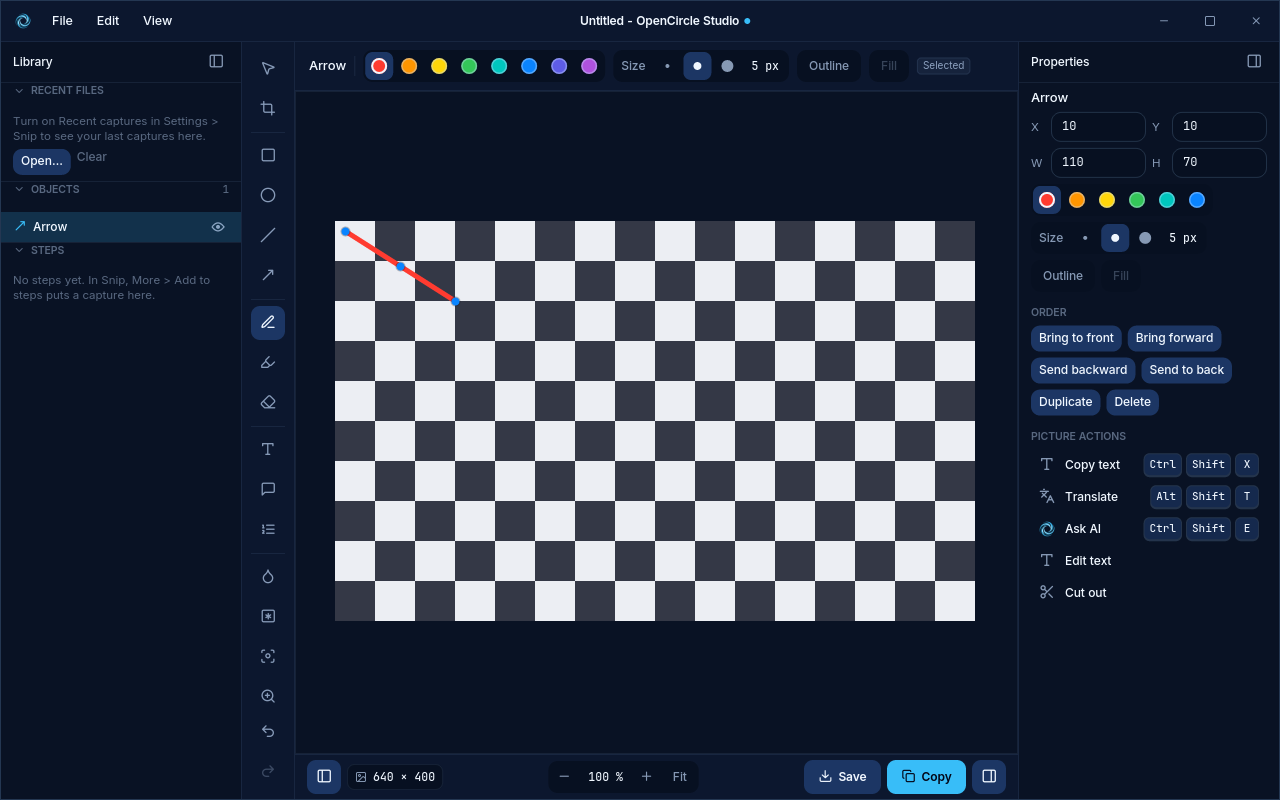 File Edit View
Untitled - OpenCircle Studio
Library
RECENT FILES
Turn on Recent captures in Settings >
Snip to see your last captures here.
Open... Clear
OBJECTS 1
Arrow
STEPS
No steps yet. In Snip, More > Add to
steps puts a capture here.
Arrow Size 5 px Outline Fill Selected
640 × 400
100 % Fit
Save Copy
Properties
Arrow
X 10 Y 10
W 110 H 70
Size 5 px
Outline Fill
ORDER
Bring to front Bring forward
Send backward Send to back
Duplicate Delete
PICTURE ACTIONS
Copy text Ctrl Shift X
Translate Alt Shift T
Ask AI Ctrl Shift E
Edit text
Cut out